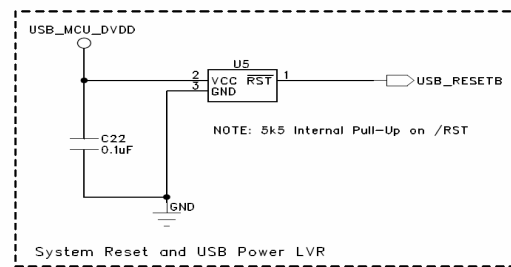 USB_MCU_DVDD
U5
2 VCC RST 1
3 GND
USB_RESETB
NOTE: 5k5 Internal Pull-Up on /RST
C22
0.1uF
GND
System Reset and USB Power LVR